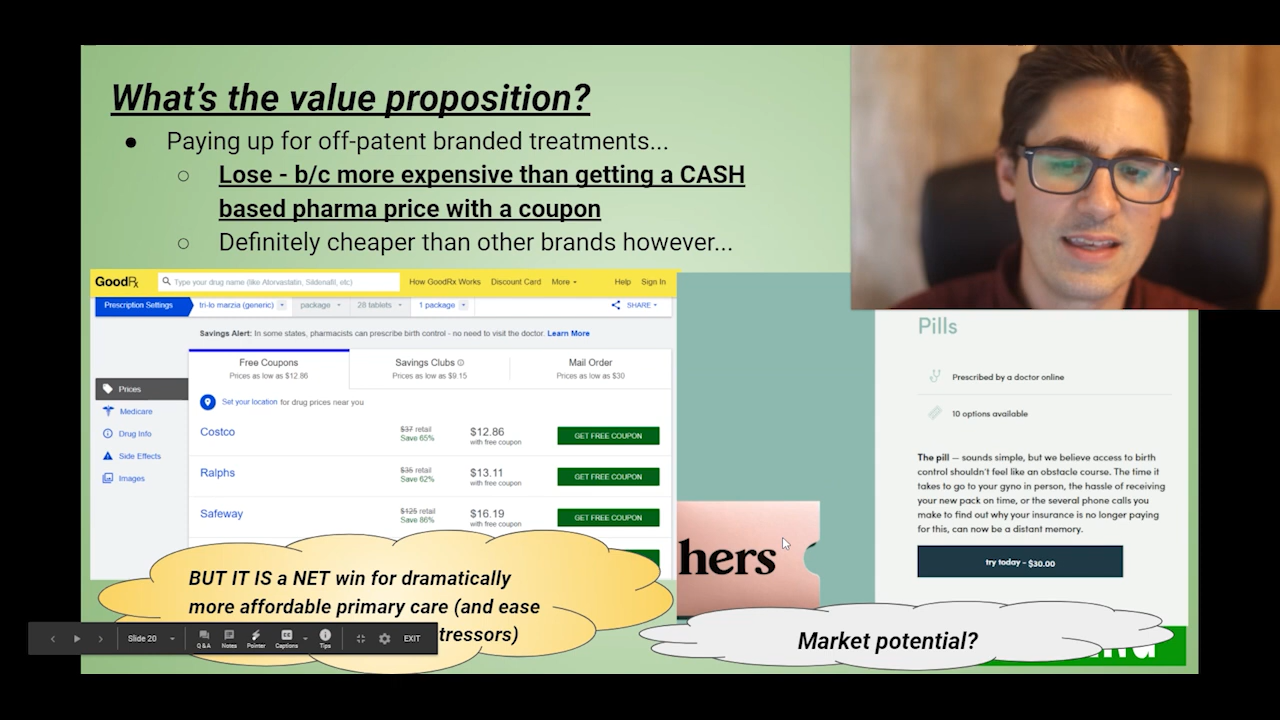 What's the value proposition?
● Paying up for off-patent branded treatments...
○ Lose - b/c more expensive than getting a CASH
based pharma price with a coupon
○ Definitely cheaper than other brands however...
GoodRx
Type your drug name (like Atorvastatin, Sildenafil, etc)
How GoodRx Works
Discount Card
More
Help
Sign In
Prescription Settings
tri-lo marzia (generic)
package
28 tablets
1 package
SHARE
Savings Alert: In some states, pharmacists can prescribe birth control - no need to visit the doctor. Learn More
Free Coupons
Prices as low as $12.86
Savings Clubs
Prices as low as $9.15
Mail Order
Prices as low as $30
Prices
Medicare
Drug Info
Side Effects
Images
Set your location for drug prices near you
Costco
$37 retail
Save 65%
$12.86
with free coupon
GET FREE COUPON
Ralphs
$35 retail
Save 62%
$13.11
with free coupon
GET FREE COUPON
Safeway
$125 retail
Save 86%
$16.19
with free coupon
GET FREE COUPON
BUT IT IS a NET win for dramatically
more affordable primary care (and ease
tressors)
hers
Pills
Prescribed by a doctor online
10 options available
The pill — sounds simple, but we believe access to birth
control shouldn't feel like an obstacle course. The time it
takes to go to your gyno in person, the hassle of receiving
your new pack on time, or the several phone calls you
make to find out why your insurance is no longer paying
for this, can now be a distant memory.
try today - $30.00
Market potential?
Slide 20
Q&A
Notes
Pointer
Captions
Tips
EXIT